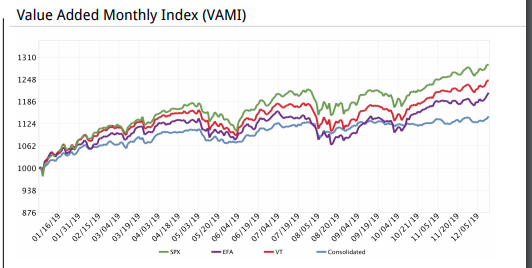 Value Added Monthly Index (VAMI)
1310
1248
1186
1124
1062
1000
938
876
01/16/19 01/31/19 02/15/19 03/04/19 03/19/19 04/03/19 04/18/19 05/03/19 05/20/19 06/04/19 06/19/19 07/04/19 07/19/19 08/05/19 08/20/19 09/04/19 09/19/19 10/04/19 10/21/19 11/05/19 11/20/19 12/05/19
SPX EFA VT Consolidated